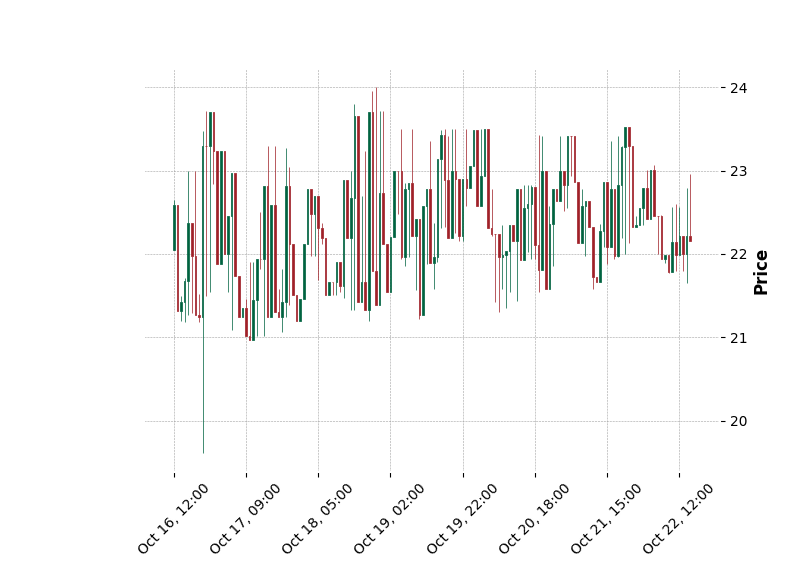 24
23
22
21
20
Price
Oct 16, 12:00
Oct 17, 09:00
Oct 18, 05:00
Oct 19, 02:00
Oct 19, 22:00
Oct 20, 18:00
Oct 21, 15:00
Oct 22, 12:00